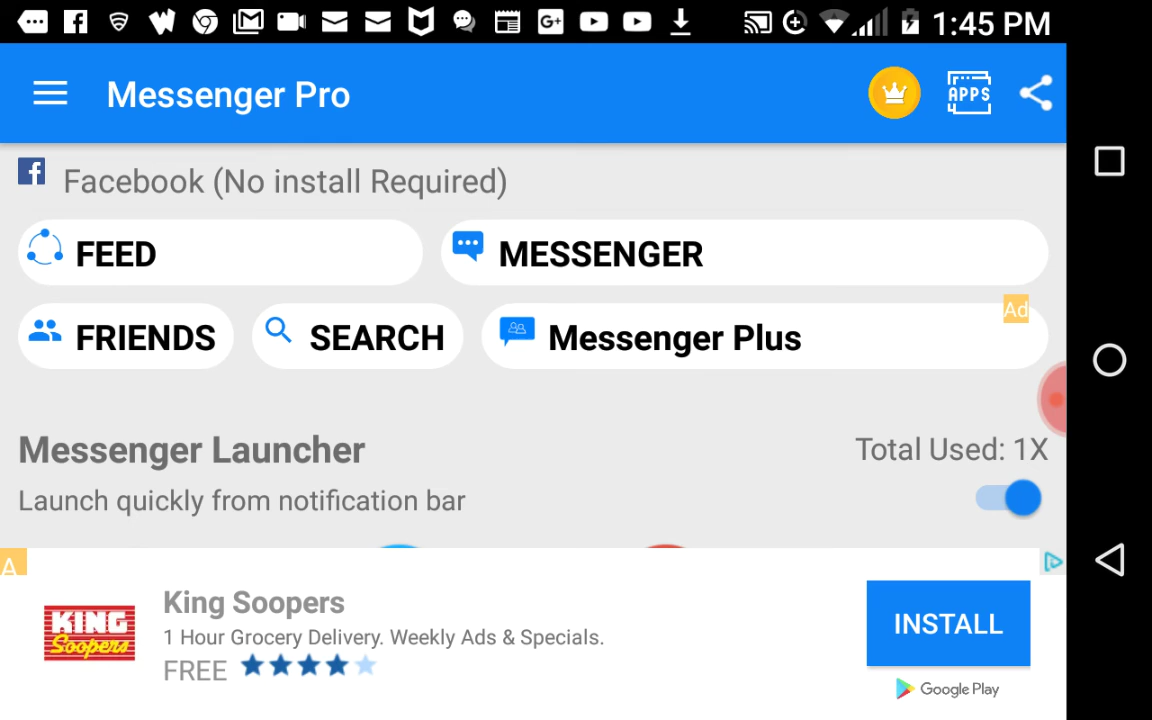 1:45 PM
Messenger Pro
APPS
Facebook (No install Required)
FEED
MESSENGER
FRIENDS
SEARCH
Messenger Plus
Ad
Messenger Launcher
Total Used: 1X
Launch quickly from notification bar
A
KING
Soopers
King Soopers
1 Hour Grocery Delivery. Weekly Ads & Specials.
FREE
INSTALL
Google Play